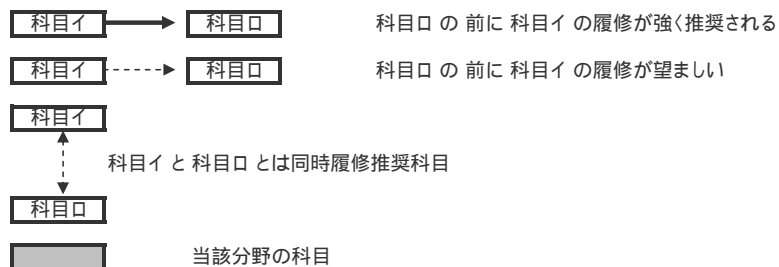 科目イ 科目ロ 科目ロ の 前に 科目イ の履修が強く推奨される
科目イ 科目ロ 科目ロ の 前に 科目イ の履修が望ましい
科目イ
科目イ と 科目ロ とは同時履修推奨科目
科目ロ
当該分野の科目